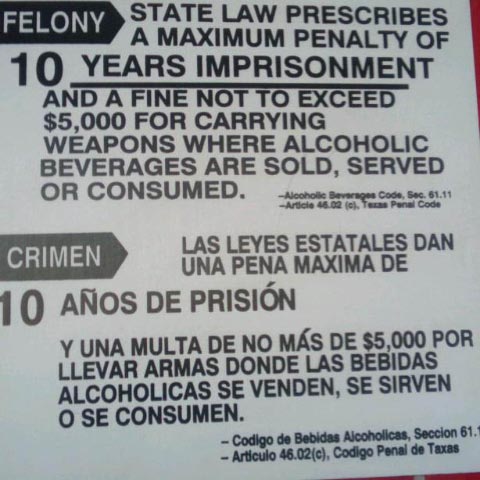 FELONY STATE LAW PRESCRIBES
A MAXIMUM PENALTY OF
10 YEARS IMPRISONMENT
AND A FINE NOT TO EXCEED
$5,000 FOR CARRYING
WEAPONS WHERE ALCOHOLIC
BEVERAGES ARE SOLD, SERVED
OR CONSUMED.
–Alcoholic Beverages Code, Sec. 61.11
–Article 46.02 (c), Texas Penal Code
CRIMEN LAS LEYES ESTATALES DAN
UNA PENA MAXIMA DE
10 AÑOS DE PRISIÓN
Y UNA MULTA DE NO MÁS DE $5,000 POR
LLEVAR ARMAS DONDE LAS BEBIDAS
ALCOHOLICAS SE VENDEN, SE SIRVEN
O SE CONSUMEN.
– Codigo de Bebidas Alcoholicas, Seccion 61.1
– Articulo 46.02(c), Codigo Penal de Taxas